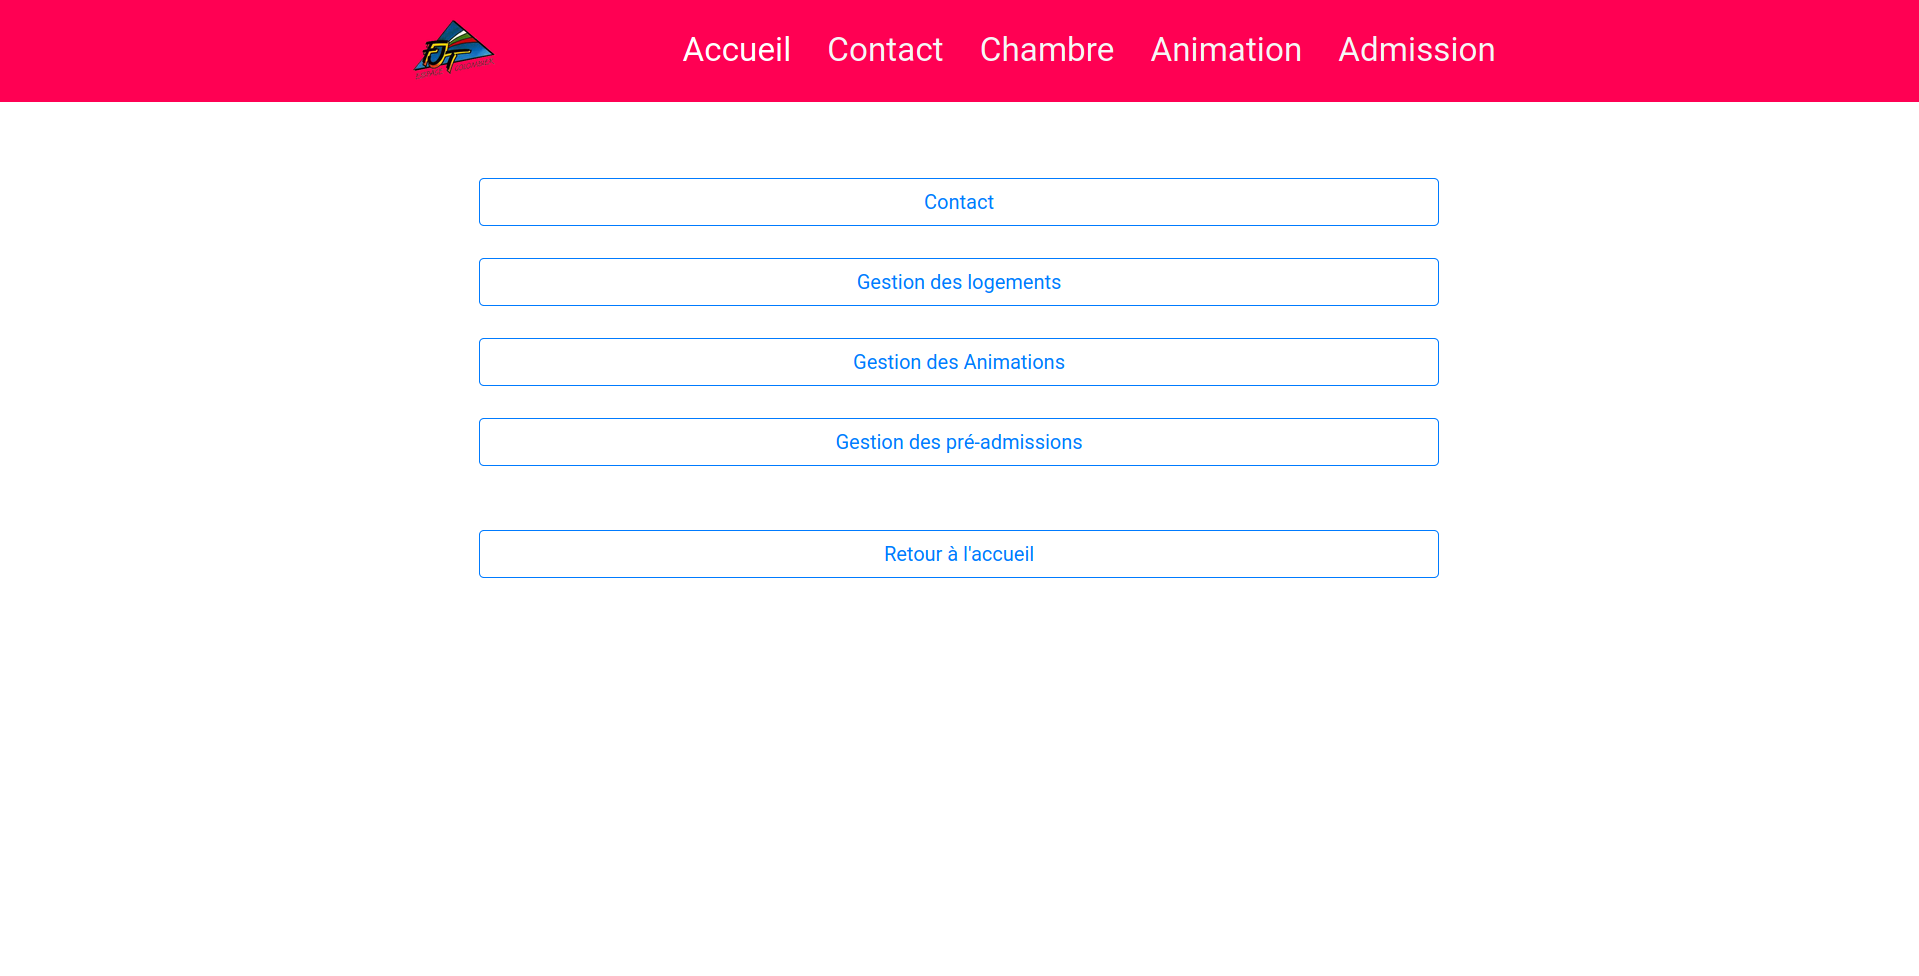 FJT
Accueil Contact Chambre Animation Admission
Contact
Gestion des logements
Gestion des Animations
Gestion des pré-admissions
Retour à l'accueil